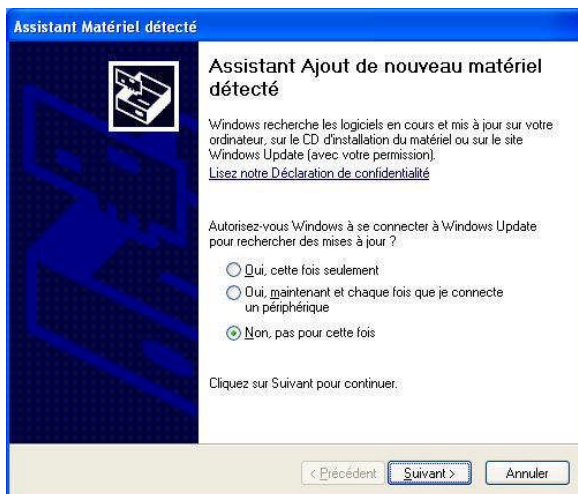 Assistant Matériel détecté
Assistant Ajout de nouveau matériel
détecté
Windows recherche les logiciels en cours et mis à jour sur votre
ordinateur, sur le CD d'installation du matériel ou sur le site
Windows Update (avec votre permission).
Lisez notre Déclaration de confidentialité
Autorisez-vous Windows à se connecter à Windows Update
pour rechercher des mises à jour ?
Oui, cette fois seulement
Oui, maintenant et chaque fois que je connecte
un périphérique
Non, pas pour cette fois
Cliquez sur Suivant pour continuer.
< Précédent Suivant > Annuler